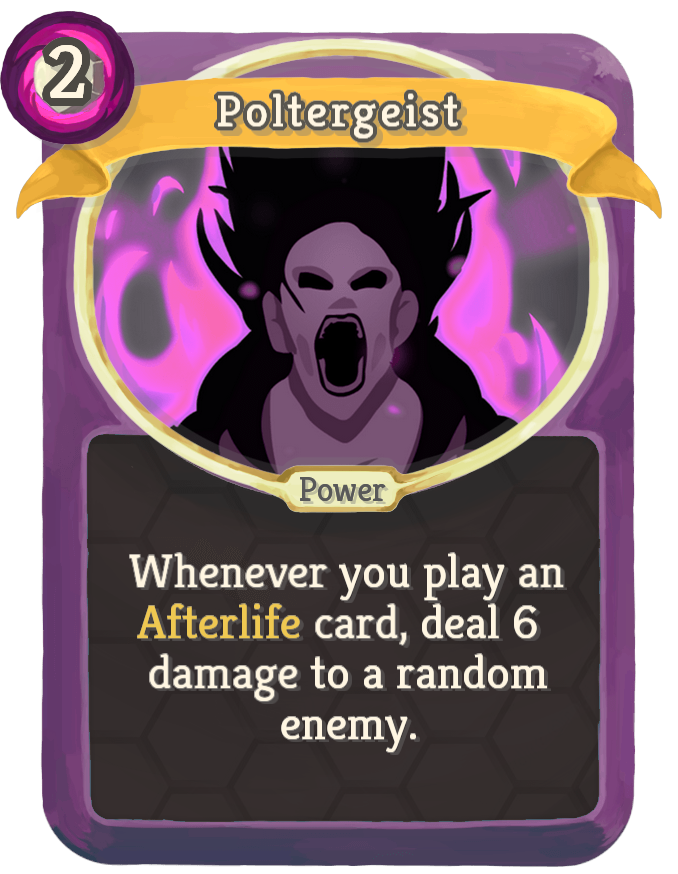 2
Poltergeist
Power
Whenever you play an
Afterlife card, deal 6
damage to a random
enemy.